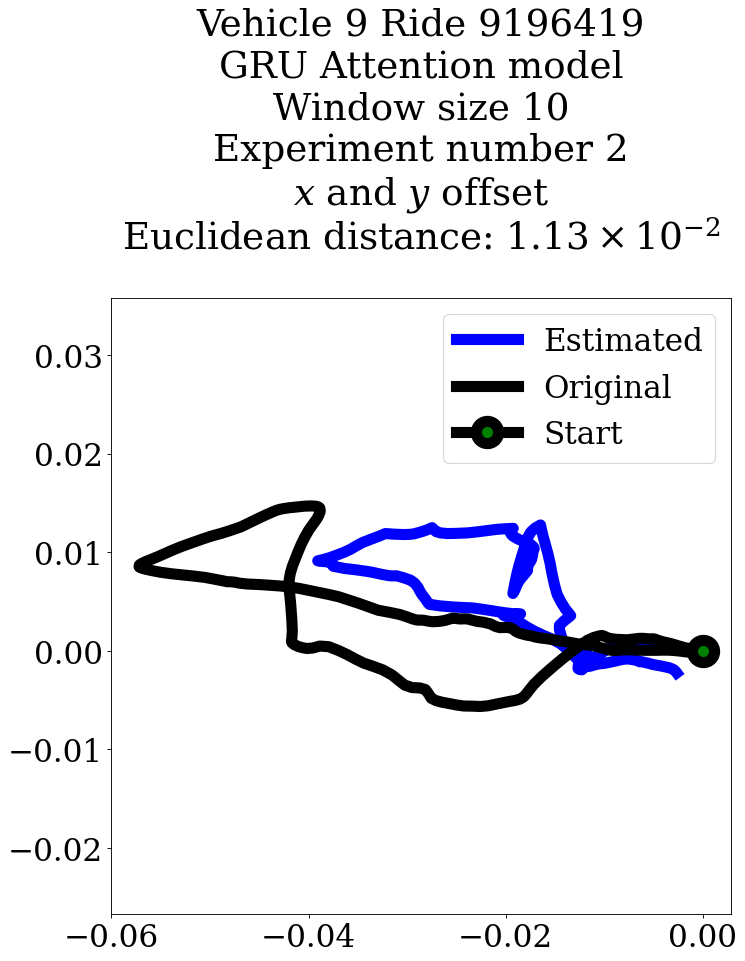 Vehicle 9 Ride 9196419
GRU Attention model
Window size 10
Experiment number 2
x and y offset
Euclidean distance: 1.13 × 10⁻²
Estimated
Original
Start
0.03
0.02
0.01
0.00
−0.01
−0.02
−0.06
−0.04
−0.02
0.00